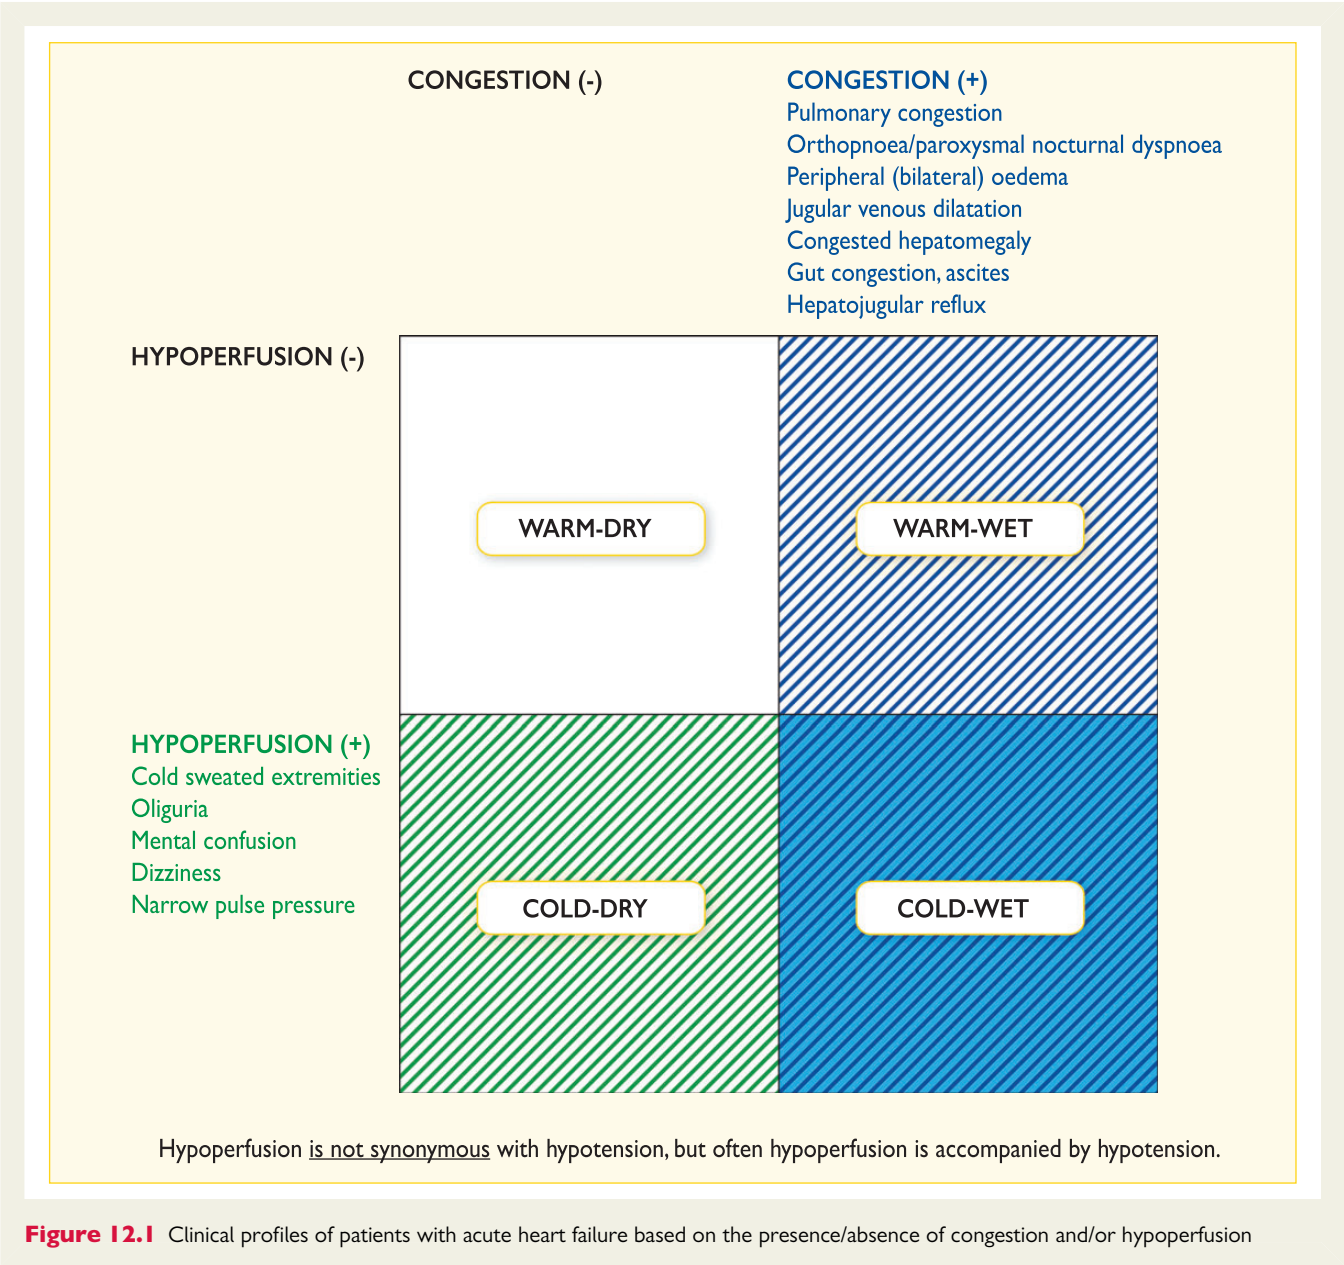 CONGESTION (-)
CONGESTION (+)
Pulmonary congestion
Orthopnoea/paroxysmal nocturnal dyspnoea
Peripheral (bilateral) oedema
Jugular venous dilatation
Congested hepatomegaly
Gut congestion, ascites
Hepatojugular reflux
HYPOPERFUSION (-)
WARM-DRY
WARM-WET
HYPOPERFUSION (+)
Cold sweated extremities
Oliguria
Mental confusion
Dizziness
Narrow pulse pressure
COLD-DRY
COLD-WET
Hypoperfusion is not synonymous with hypotension, but often hypoperfusion is accompanied by hypotension.
Figure 12.1 Clinical profiles of patients with acute heart failure based on the presence/absence of congestion and/or hypoperfusion